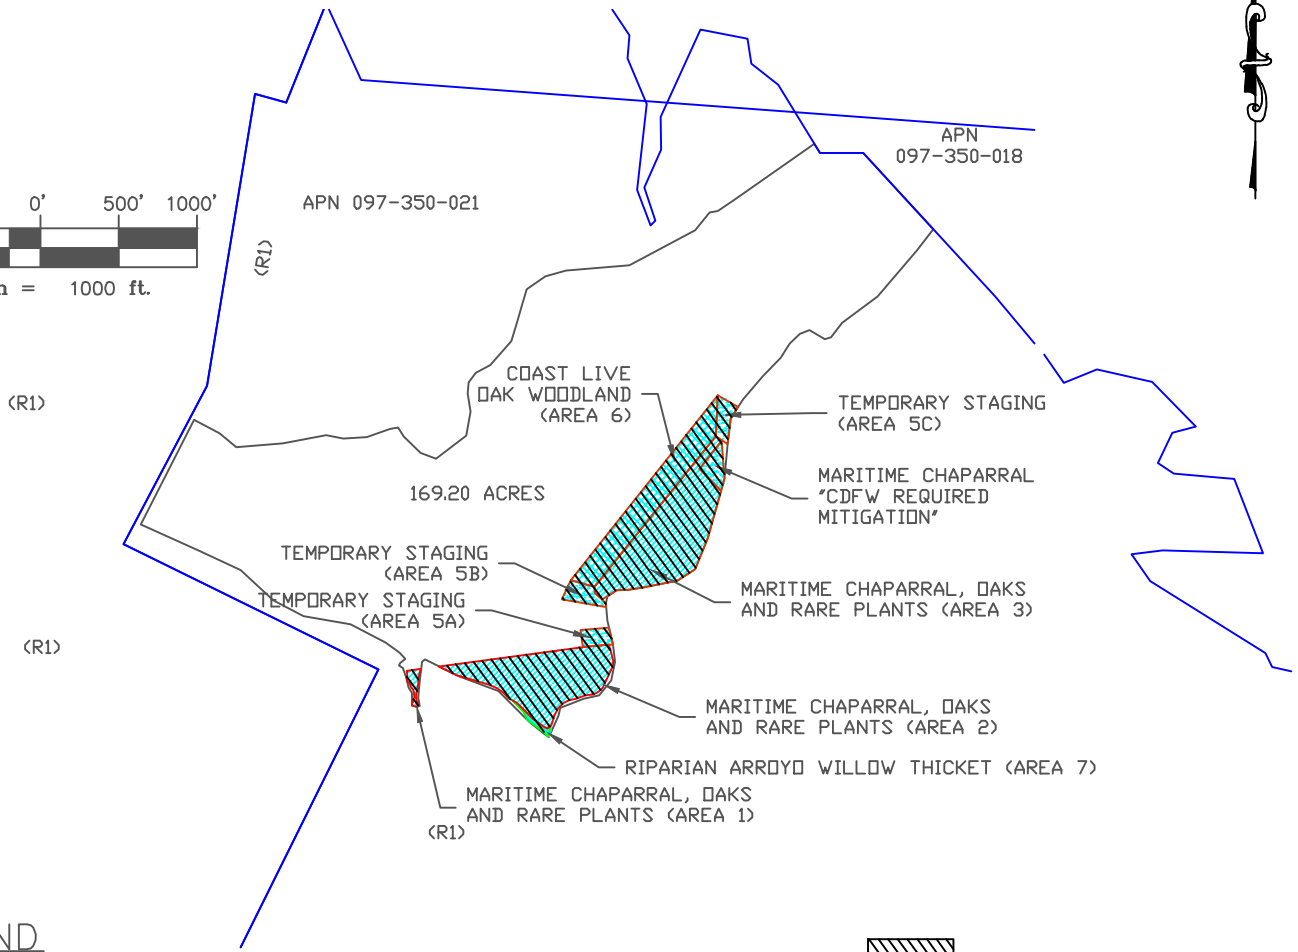 APN
097-350-018
APN 097-350-021
0' 500' 1000'
(R1)
= 1000 ft.
(R1)
COAST LIVE
OAK WOODLAND
(AREA 6)
TEMPORARY STAGING
(AREA 5C)
MARITIME CHAPARRAL
"CDFW REQUIRED
MITIGATION"
169.20 ACRES
TEMPORARY STAGING
(AREA 5B)
TEMPORARY STAGING
(AREA 5A)
MARITIME CHAPARRAL, OAKS
AND RARE PLANTS (AREA 3)
(R1)
MARITIME CHAPARRAL, OAKS
AND RARE PLANTS (AREA 2)
RIPARIAN ARROYO WILLOW THICKET (AREA 7)
MARITIME CHAPARRAL, OAKS
AND RARE PLANTS (AREA 1)
(R1)
ND